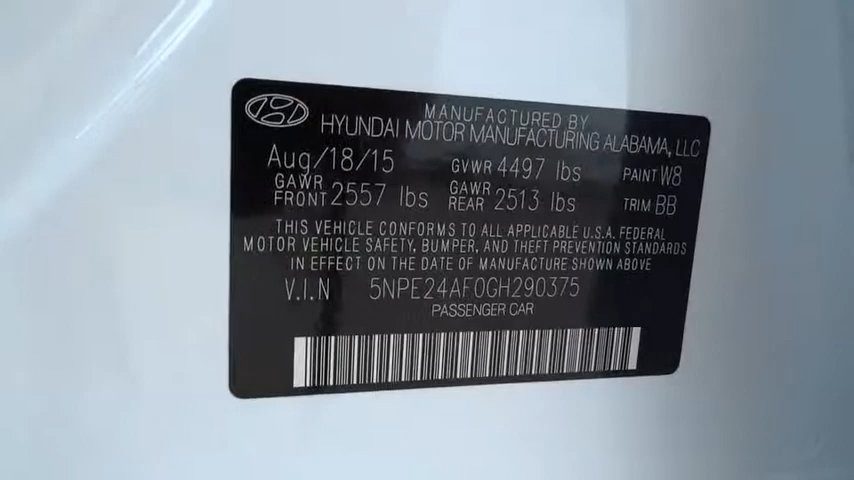 MANUFACTURED BY
HYUNDAI MOTOR MANUFACTURING ALABAMA, LLC
Aug/18/15 GVWR 4497 lbs PAINT W8
GAWR FRONT 2557 lbs GAWR REAR 2513 lbs TRIM BB
THIS VEHICLE CONFORMS TO ALL APPLICABLE U.S.A. FEDERAL
MOTOR VEHICLE SAFETY, BUMPER, AND THEFT PREVENTION STANDARDS
IN EFFECT ON THE DATE OF MANUFACTURE SHOWN ABOVE
V.I.N 5NPE24AF0GH290375
PASSENGER CAR